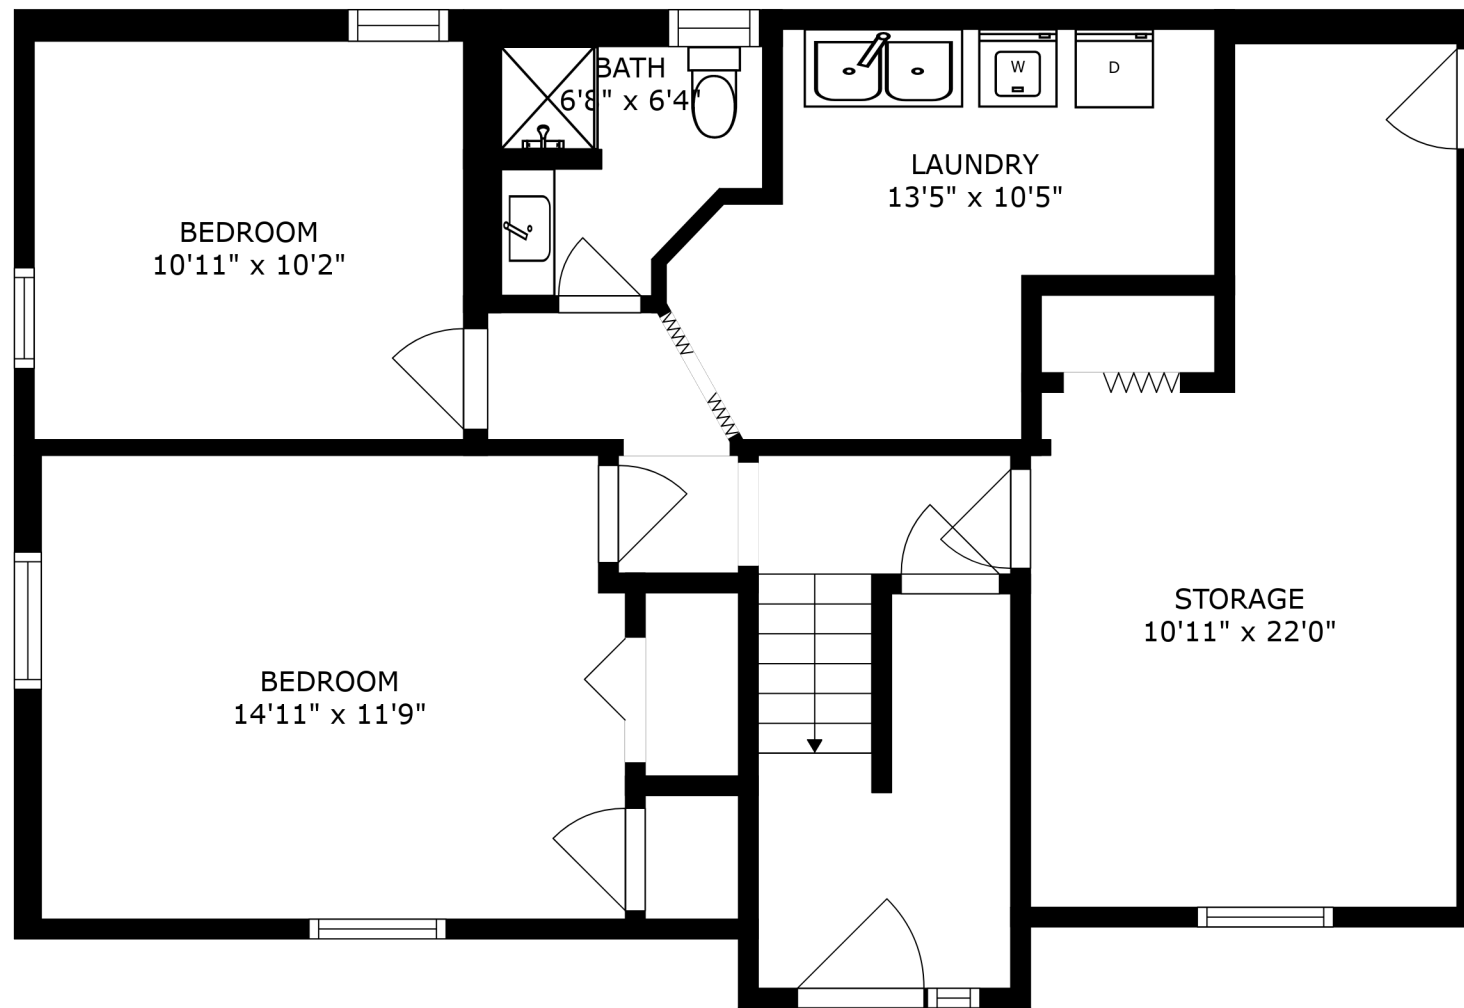 BATH
6'8" x 6'4"
W
D
LAUNDRY
13'5" x 10'5"
BEDROOM
10'11" x 10'2"
STORAGE
10'11" x 22'0"
BEDROOM
14'11" x 11'9"